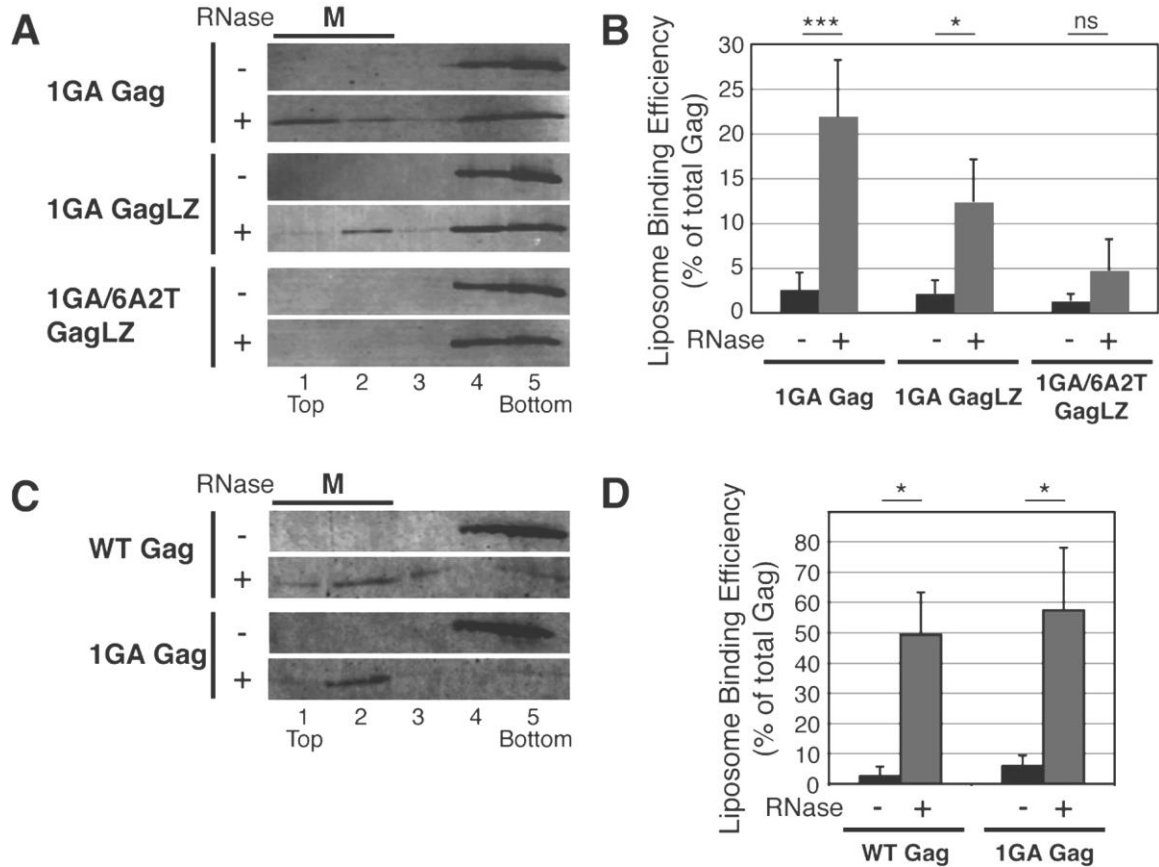 A
RNase M
1GA Gag
-
+
1GA GagLZ
-
+
1GA/6A2T
GagLZ
-
+
1 2 3 4 5
Top Bottom
B
*** * ns
Liposome Binding Efficiency
(% of total Gag)
30
25
20
15
10
5
0
RNase - + - + - +
1GA Gag 1GA GagLZ 1GA/6A2T
GagLZ
C
RNase M
WT Gag
-
+
1GA Gag
-
+
1 2 3 4 5
Top Bottom
D
* *
Liposome Binding Efficiency
(% of total Gag)
80
70
60
50
40
30
20
10
0
RNase - + - +
WT Gag 1GA Gag